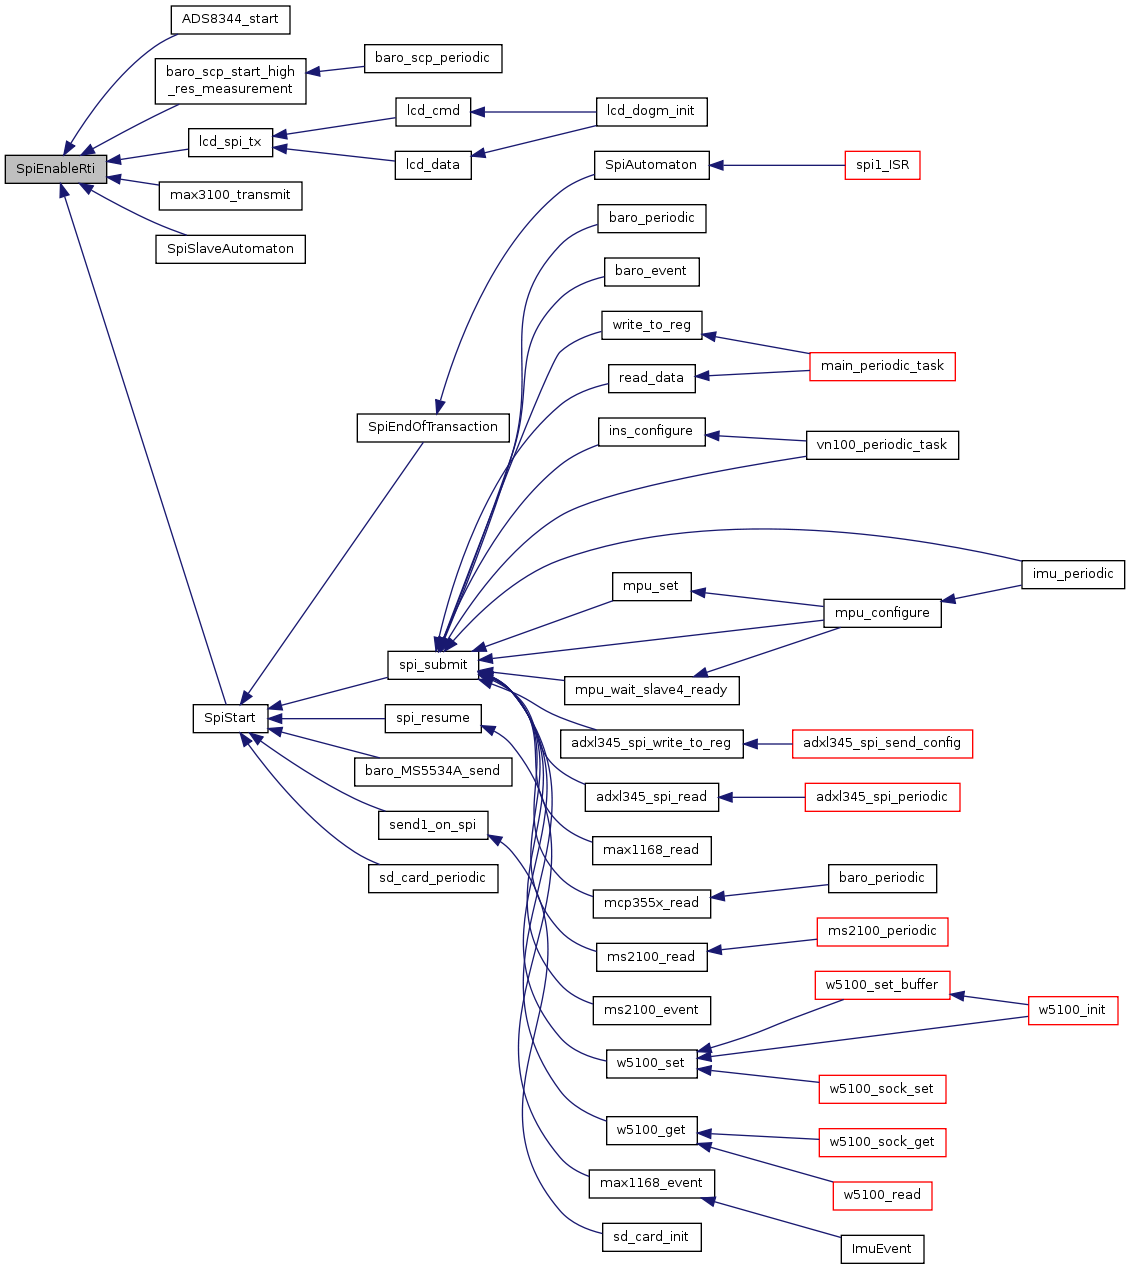 ADS8344_start
baro_scp_start_high
_res_measurement
baro_scp_periodic
lcd_cmd
lcd_dogm_init
lcd_spi_tx
SpiEnableRti
lcd_data
SpiAutomaton
spi1_ISR
max3100_transmit
baro_periodic
SpiSlaveAutomaton
baro_event
write_to_reg
main_periodic_task
read_data
SpiEndOfTransaction
ins_configure
vn100_periodic_task
imu_periodic
mpu_set
mpu_configure
spi_submit
mpu_wait_slave4_ready
SpiStart
spi_resume
adxl345_spi_write_to_reg
adxl345_spi_send_config
baro_MS5534A_send
adxl345_spi_read
adxl345_spi_periodic
send1_on_spi
max1168_read
sd_card_periodic
baro_periodic
mcp355x_read
ms2100_periodic
ms2100_read
w5100_set_buffer
ms2100_event
w5100_init
w5100_set
w5100_sock_set
w5100_get
w5100_sock_get
max1168_event
w5100_read
sd_card_init
ImuEvent